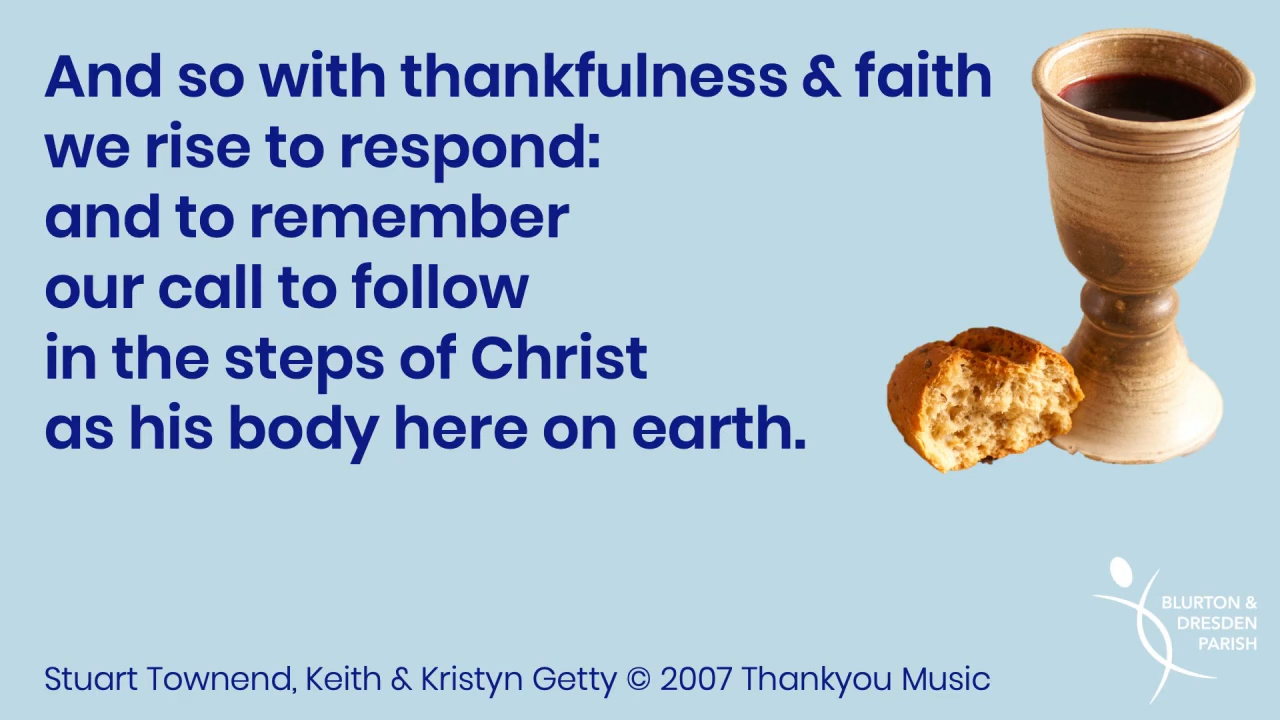 And so with thankfulness & faith
we rise to respond:
and to remember
our call to follow
in the steps of Christ
as his body here on earth.
BLURTON &
DRESDEN
PARISH
Stuart Townend, Keith & Kristyn Getty © 2007 Thankyou Music